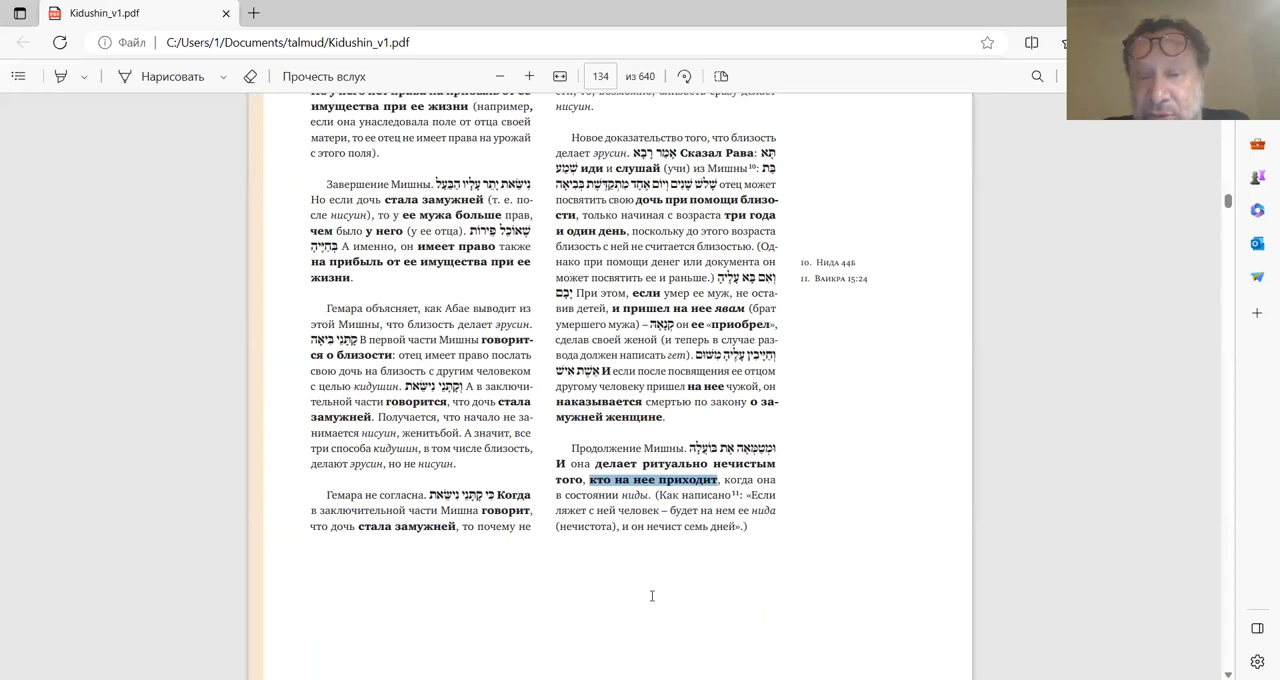 Kidushin_v1.pdf
Файл C:/Users/1/Documents/talmud/Kidushin_v1.pdf
Нарисовать Прочесть вслух 134 из 640
имущества при ее жизни (например,
если она унаследовала поле от отца своей
матери, то ее отец не имеет права на урожай
с этого поля).
Завершение Мишны. נִישֵּׂאת יָתֵר עָלָיו הַבַּעַל
Но если дочь стала замужней (т. е. по-
сле нисуин), то у ее мужа больше прав,
чем было у него (у ее отца). שֶׁאוֹכֵל פֵּירוֹת
בְּחַיֶּיהָ А именно, он имеет право также
на прибыль от ее имущества при ее
жизни.
Гемара объясняет, как Абае выводит из
этой Мишны, что близость делает эрусин.
קָתָנֵי בִּיאָה В первой части Мишны говорит-
ся о близости: отец имеет право послать
свою дочь на близость с другим человеком
с целью кидушин. וְקָתָנֵי נִישֵּׂאת А в заключи-
тельной части говорится, что дочь стала
замужней. Получается, что начало не за-
нимается нисуин, женитьбой. А значит, все
три способа кидушин, в том числе близость,
делают эрусин, но не нисуин.
Гемара не согласна. כִּי קָתָנֵי נִישֵּׂאת Когда
в заключительной части Мишна говорит,
что дочь стала замужней, то почему не
нисуин.
Новое доказательство того, что близость
делает эрусин. אָמַר רָבָא Сказал Рава: תָּא
שְׁמַע иди и слушай (учи) из Мишны10: בַּת
שָׁלֹשׁ שָׁנִים וְיוֹם אֶחָד מִתְקַדֶּשֶׁת בְּבִיאָה отец может
посвятить свою дочь при помощи близо-
сти, только начиная с возраста три года
и один день, поскольку до этого возраста
близость с ней не считается близостью. (Од-
нако при помощи денег или документа он
может посвятить ее и раньше.) וְאִם בָּא עָלֶיהָ
יָבָם При этом, если умер ее муж, не оста-
вив детей, и пришел на нее явам (брат
умершего мужа) – קְנָאָהּ он ее «приобрел»,
сделав своей женой (и теперь в случае раз-
вода должен написать гет). וְחַיָּיבִין עָלֶיהָ מִשּׁוּם
אֵשֶׁת אִישׁ И если после посвящения ее отцом
другому человеку пришел на нее чужой, он
наказывается смертью по закону о за-
мужней женщине.
Продолжение Мишны. וּמְטַמְּאָה אֶת בּוֹעֲלָהּ
И она делает ритуально нечистым
того, кто на нее приходит, когда она
в состоянии ниды. (Как написано11: «Если
ляжет с ней человек – будет на нем ее нида
(нечистота), и он нечист семь дней».)
10. Нида 44б
11. Ваикра 15:24